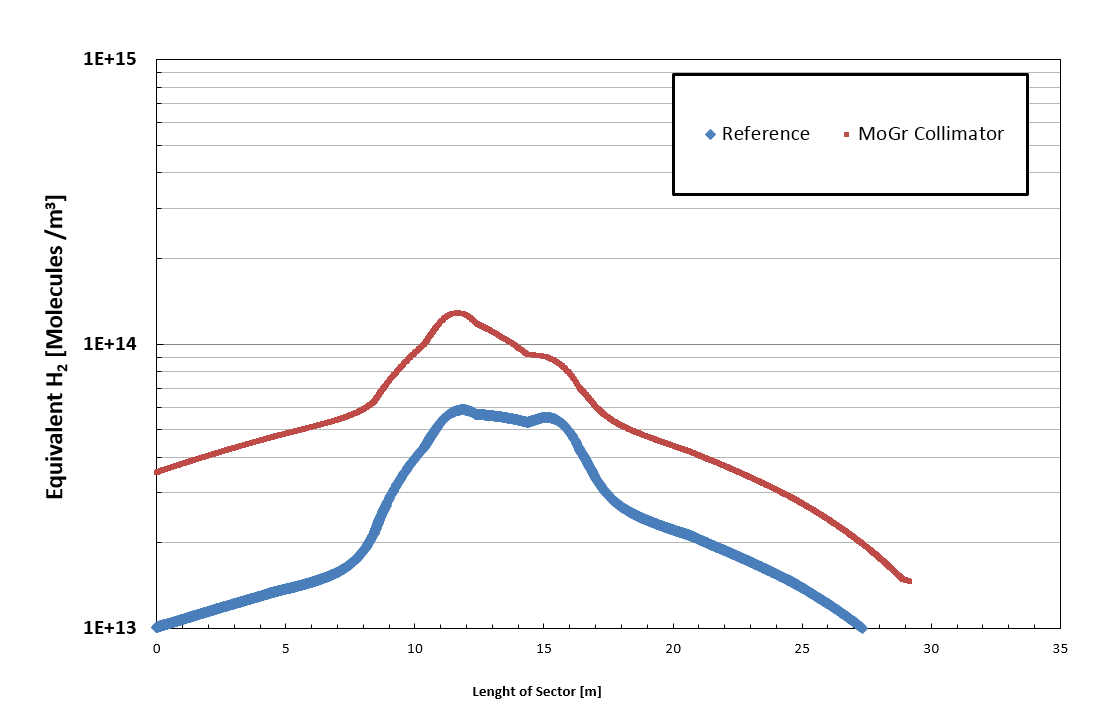 1E+15
Reference MoGr Collimator
Equivalent H₂ [Molecules /m³]
1E+14
1E+13
0 5 10 15 20 25 30 35
Lenght of Sector [m]